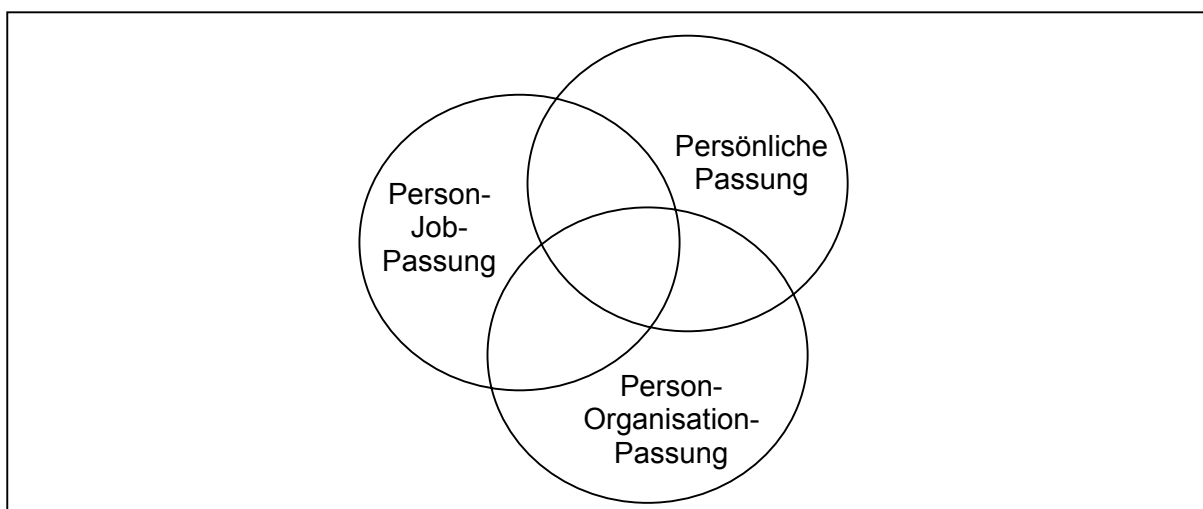 Person-
Job-
Passung
Persönliche
Passung
Person-
Organisation-
Passung